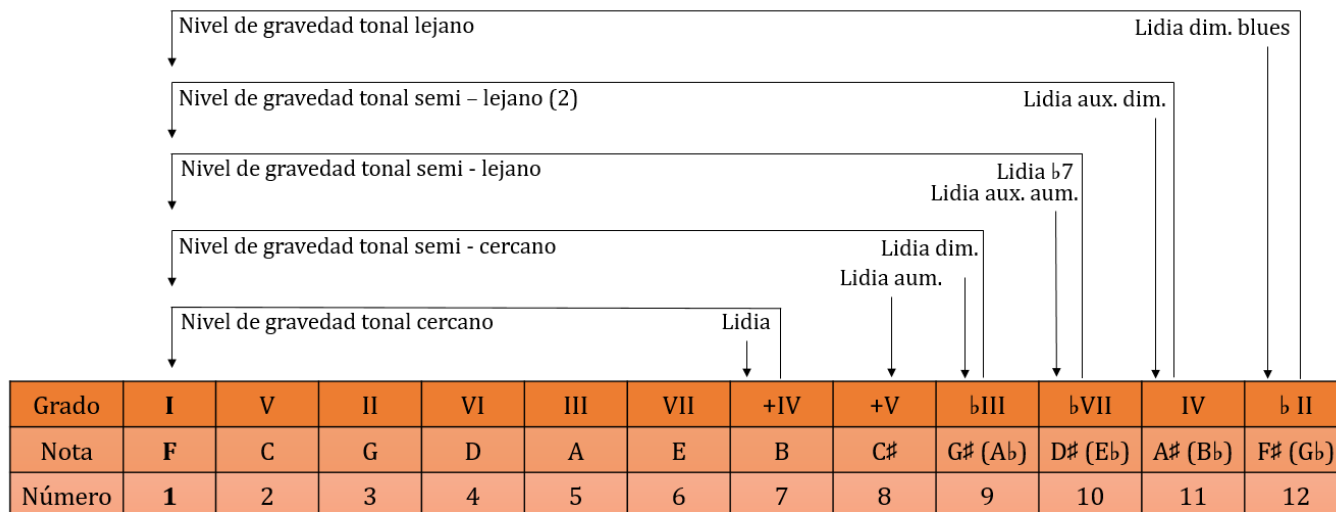 Nivel de gravedad tonal lejano Lidia dim. blues
Nivel de gravedad tonal semi – lejano (2) Lidia aux. dim.
Nivel de gravedad tonal semi - lejano Lidia ♭7
Lidia aux. aum.
Nivel de gravedad tonal semi - cercano Lidia dim.
Lidia aum.
Nivel de gravedad tonal cercano Lidia
Grado I V II VI III VII +IV +V ♭III ♭VII IV ♭ II
Nota F C G D A E B C♯ G♯ (A♭) D♯ (E♭) A♯ (B♭) F♯ (G♭)
Número 1 2 3 4 5 6 7 8 9 10 11 12